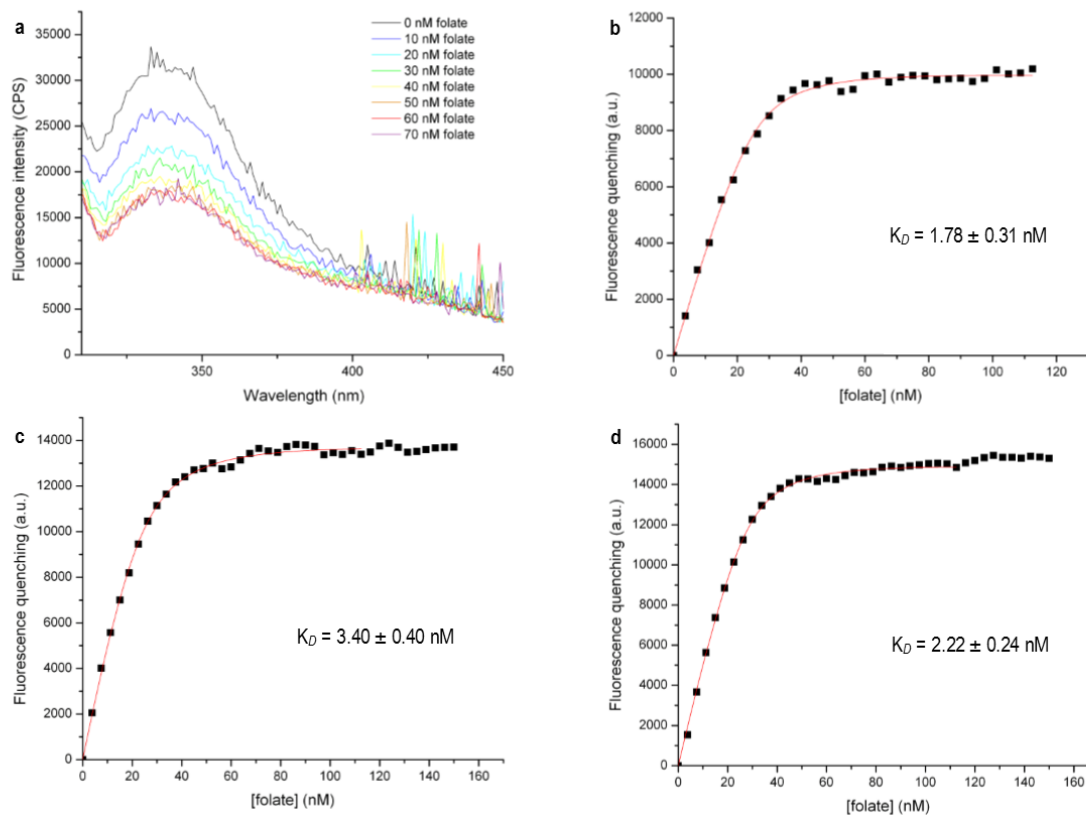 a
0 nM folate
10 nM folate
20 nM folate
30 nM folate
40 nM folate
50 nM folate
60 nM folate
70 nM folate
35000
30000
25000
20000
15000
10000
5000
0
Fluorescence intensity (CPS)
350
400
450
Wavelength (nm)
b
12000
10000
8000
6000
4000
2000
0
Fluorescence quenching (a.u.)
K_D = 1.78 ± 0.31 nM
0 20 40 60 80 100 120
[folate] (nM)
c
14000
12000
10000
8000
6000
4000
2000
0
Fluorescence quenching (a.u.)
K_D = 3.40 ± 0.40 nM
0 20 40 60 80 100 120 140 160
[folate] (nM)
d
16000
14000
12000
10000
8000
6000
4000
2000
0
Fluorescence quenching (a.u.)
K_D = 2.22 ± 0.24 nM
0 20 40 60 80 100 120 140 160
[folate] (nM)